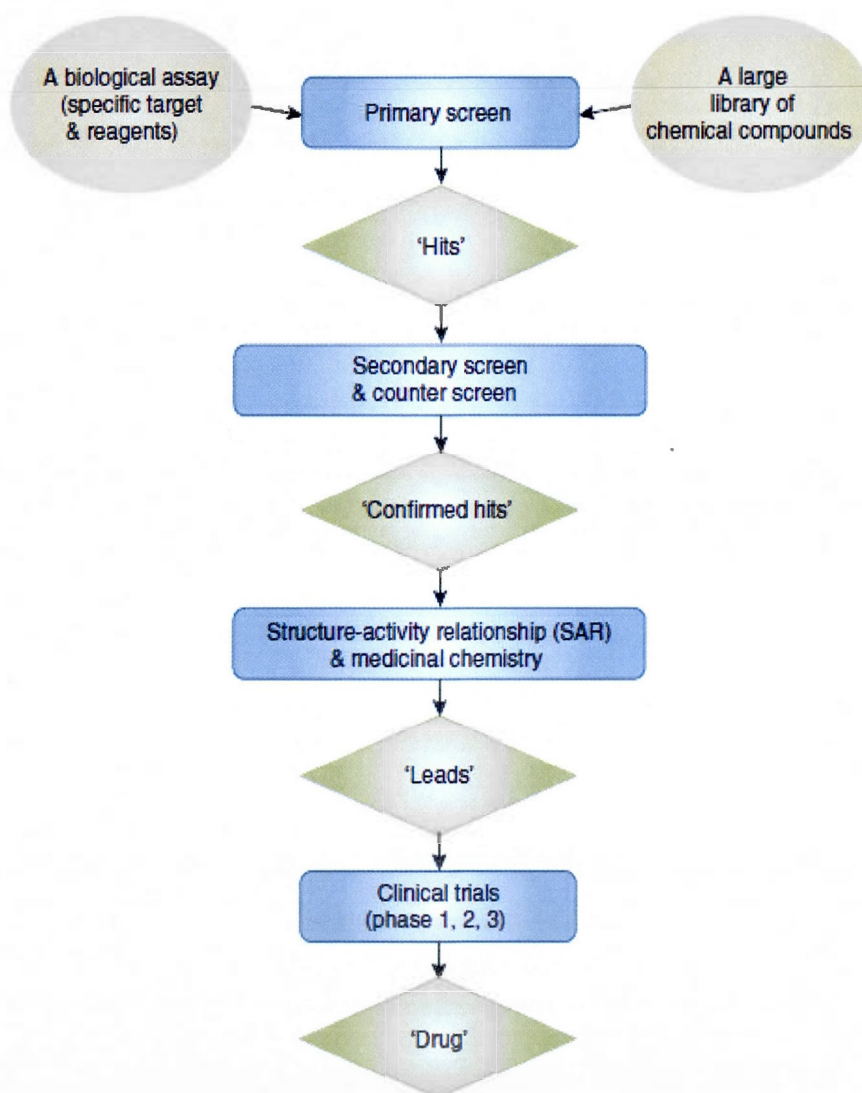 A biological assay
(specific target
& reagents)
Primary screen
A large
library of
chemical compounds
‘Hits’
Secondary screen
& counter screen
‘Confirmed hits’
Structure-activity relationship (SAR)
& medicinal chemistry
‘Leads’
Clinical trials
(phase 1, 2, 3)
‘Drug’